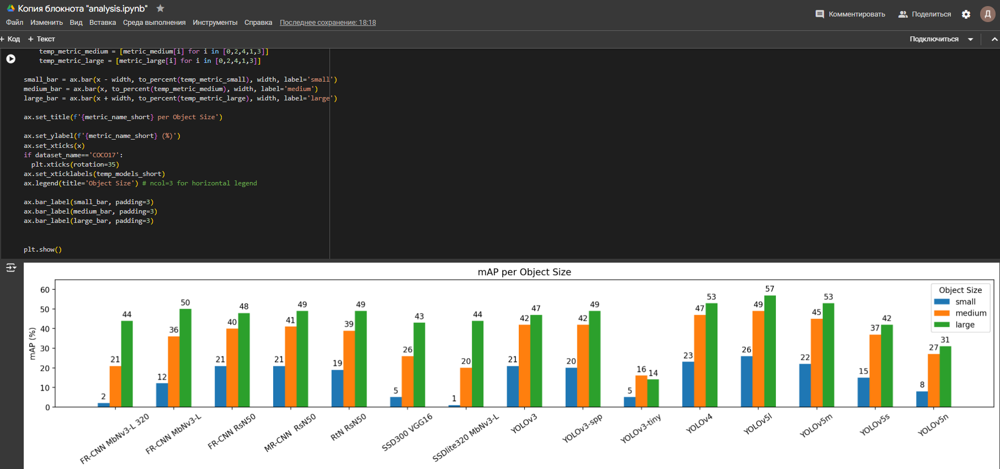 Копия блокнота "analysis.ipynb"
Файл Изменить Вид Вставка Среда выполнения Инструменты Справка Последнее сохранение: 18:18
Комментировать Поделиться Д
+ Код + Текст Подключиться
temp_metric_medium = [metric_medium[i] for i in [0,2,4,1,3]]
temp_metric_large = [metric_large[i] for i in [0,2,4,1,3]]
small_bar = ax.bar(x - width, to_percent(temp_metric_small), width, label='small')
medium_bar = ax.bar(x, to_percent(temp_metric_medium), width, label='medium')
large_bar = ax.bar(x + width, to_percent(temp_metric_large), width, label='large')
ax.set_title(f'{metric_name_short} per Object Size')
ax.set_ylabel(f'{metric_name_short} (%)')
ax.set_xticks(x)
if dataset_name=='COCO17':
plt.xticks(rotation=35)
ax.set_xticklabels(temp_models_short)
ax.legend(title='Object Size') # ncol=3 for horizontal legend
ax.bar_label(small_bar, padding=3)
ax.bar_label(medium_bar, padding=3)
ax.bar_label(large_bar, padding=3)
plt.show()
mAP per Object Size
mAP (%)
60
50
40
30
20
10
0
2 21 44
12 36 50
21 40 48
21 41 49
19 39 49
5 26 43
1 20 44
21 42 47
20 42 49
5 16 14
23 47 53
26 49 57
22 45 53
15 37 42
8 27 31
Object Size
small
medium
large
FR-CNN MbNv3-L 320
FR-CNN MbNv3-L
FR-CNN RsN50
MR-CNN RsN50
RtN RsN50
SSD300 VGG16
SSDlite320 MbNv3-L
YOLOv3
YOLOv3-spp
YOLOv3-tiny
YOLOv4
YOLOv5l
YOLOv5m
YOLOv5s
YOLOv5n